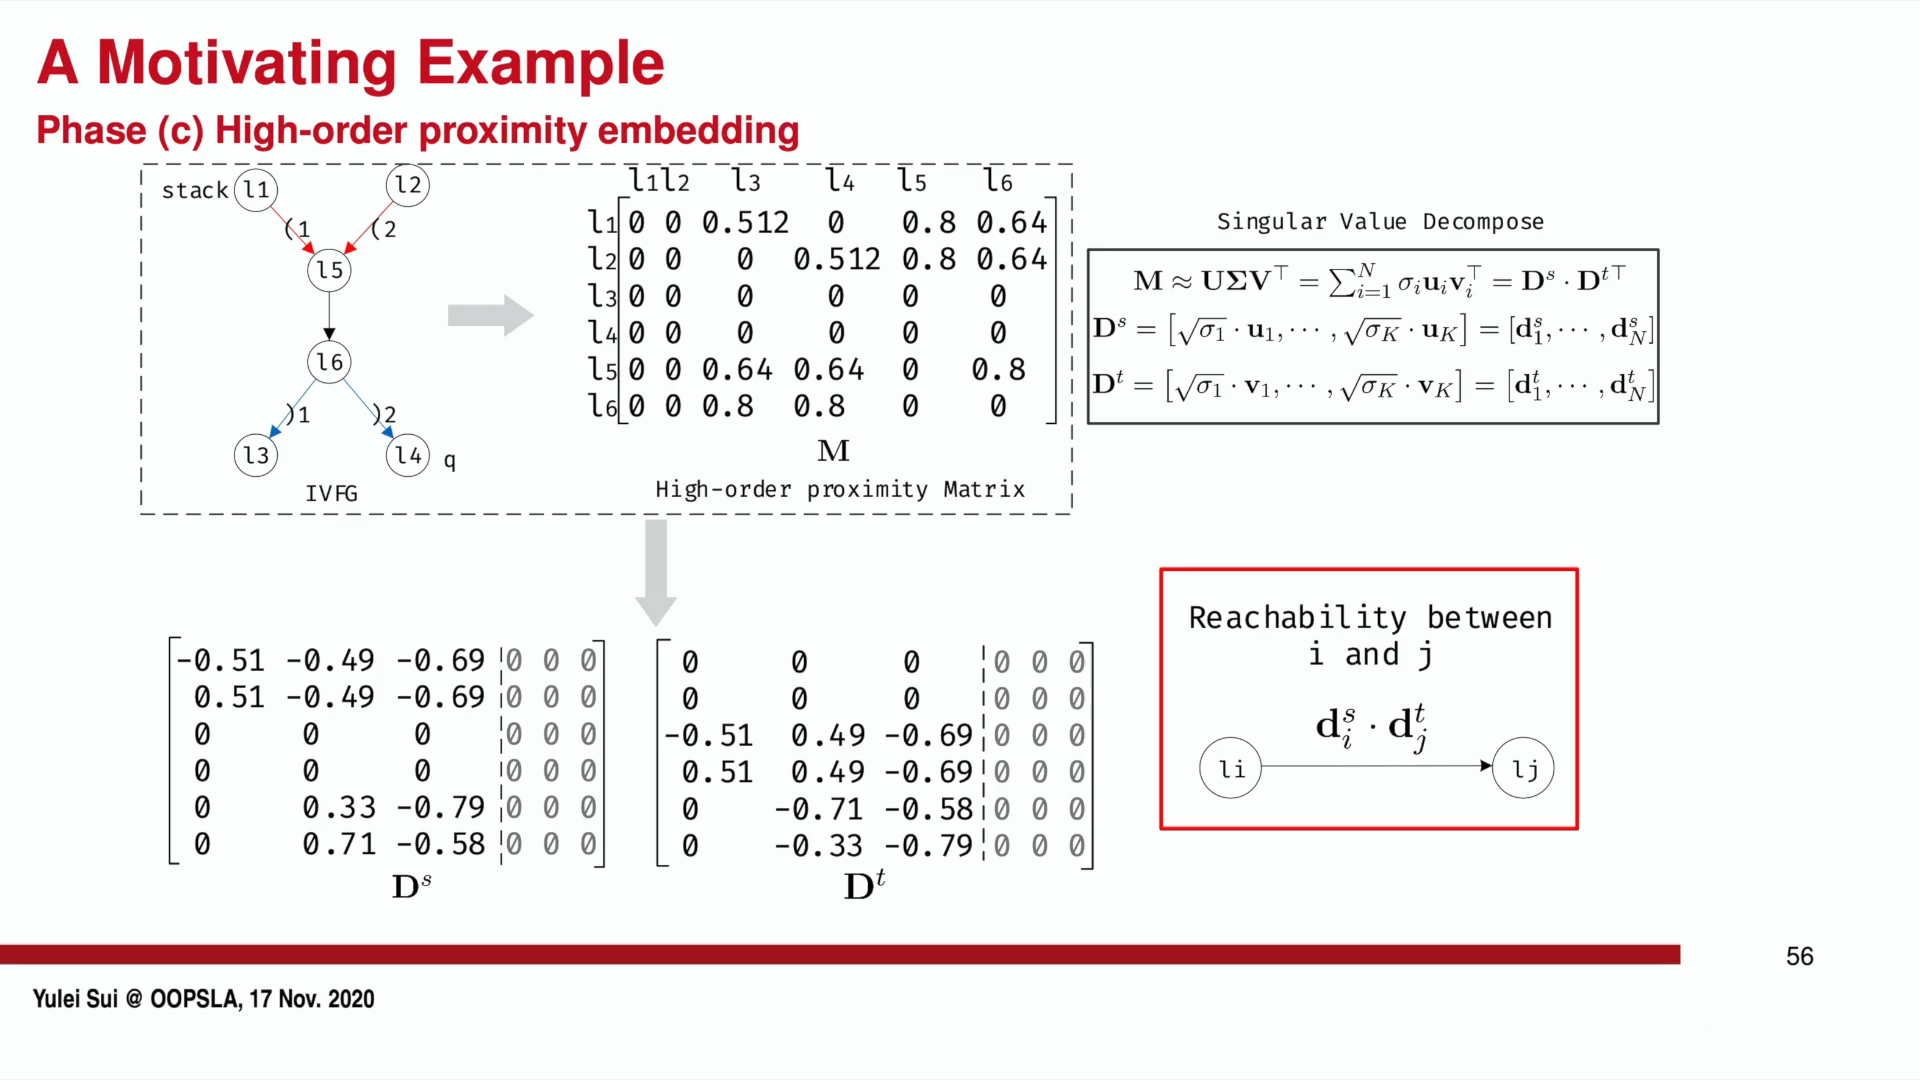 A Motivating Example
Phase (c) High-order proximity embedding
stack l1 l2
(1 (2
l5
l6
)1 )2
l3 l4 q
IVFG
l1 l2 l3 l4 l5 l6
l1 0 0 0.512 0 0.8 0.64
l2 0 0 0 0.512 0.8 0.64
l3 0 0 0 0 0 0
l4 0 0 0 0 0 0
l5 0 0 0.64 0.64 0 0.8
l6 0 0 0.8 0.8 0 0
M
High-order proximity Matrix
Singular Value Decompose
M ≈ UΣV⊤ = ∑ᴺᵢ₌₁ σᵢuᵢvᵢ⊤ = Dˢ · Dᵗ⊤
Dˢ = [√σ₁ · u₁, ··· , √σ_K · u_K] = [d₁ˢ, ··· , d_Nˢ]
Dᵗ = [√σ₁ · v₁, ··· , √σ_K · v_K] = [d₁ᵗ, ··· , d_Nᵗ]
-0.51 -0.49 -0.69 0 0 0
0.51 -0.49 -0.69 0 0 0
0 0 0 0 0 0
0 0 0 0 0 0
0 0.33 -0.79 0 0 0
0 0.71 -0.58 0 0 0
Dˢ
0 0 0 0 0 0
0 0 0 0 0 0
-0.51 0.49 -0.69 0 0 0
0.51 0.49 -0.69 0 0 0
0 -0.71 -0.58 0 0 0
0 -0.33 -0.79 0 0 0
Dᵗ
Reachability between
i and j
dᵢˢ · dⱼᵗ
li lj
56
Yulei Sui @ OOPSLA, 17 Nov. 2020